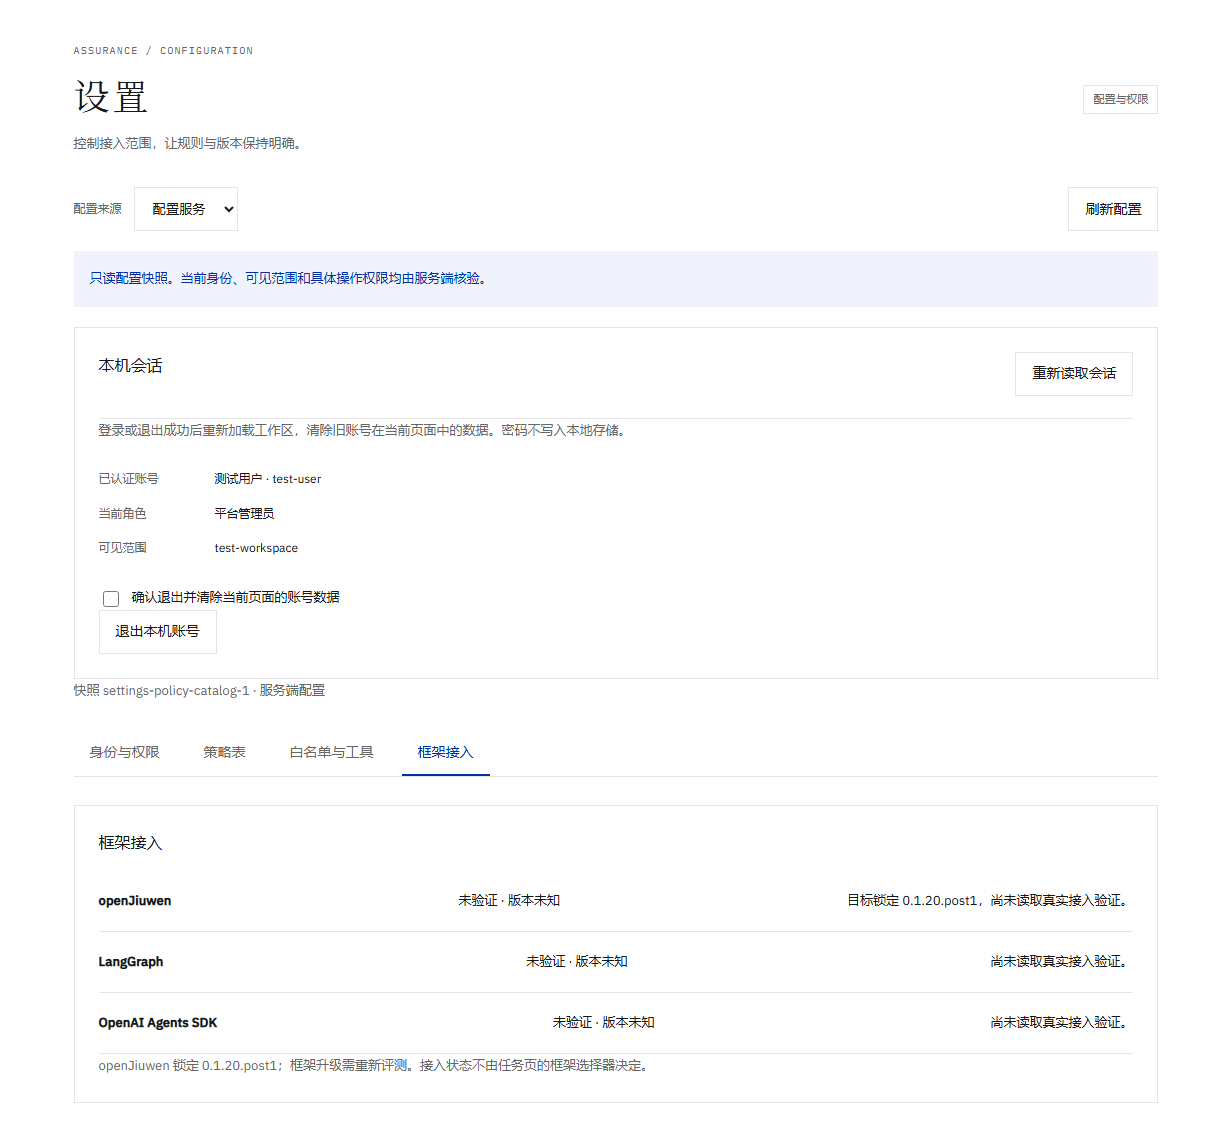 ASSURANCE / CONFIGURATION
设置
配置与权限
控制接入范围，让规则与版本保持明确。
配置来源
配置服务
刷新配置
只读配置快照。当前身份、可见范围和具体操作权限均由服务端核验。
本机会话
重新读取会话
登录或退出成功后重新加载工作区，清除旧账号在当前页面中的数据。密码不写入本地存储。
已认证账号 测试用户 · test-user
当前角色 平台管理员
可见范围 test-workspace
确认退出并清除当前页面的账号数据
退出本机账号
快照 settings-policy-catalog-1 · 服务端配置
身份与权限 策略表 白名单与工具 框架接入
框架接入
openJiuwen 未验证 · 版本未知 目标锁定 0.1.20.post1，尚未读取真实接入验证。
LangGraph 未验证 · 版本未知 尚未读取真实接入验证。
OpenAI Agents SDK 未验证 · 版本未知 尚未读取真实接入验证。
openJiuwen 锁定 0.1.20.post1；框架升级需重新评测。接入状态不由任务页的框架选择器决定。